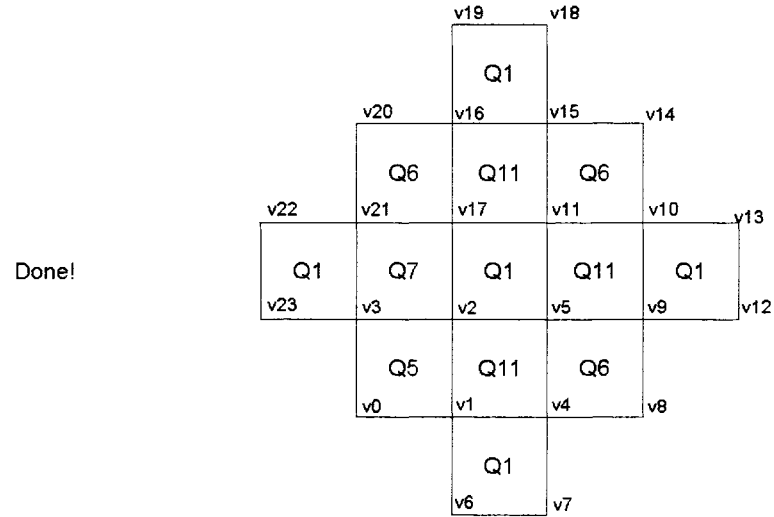 v19 v18
Q1
v20 v16 v15 v14
Q6 Q11 Q6
v22 v21 v17 v11 v10 v13
Done! Q1 Q7 Q1 Q11 Q1
v23 v3 v2 v5 v9 v12
Q5 Q11 Q6
v0 v1 v4 v8
Q1
v6 v7